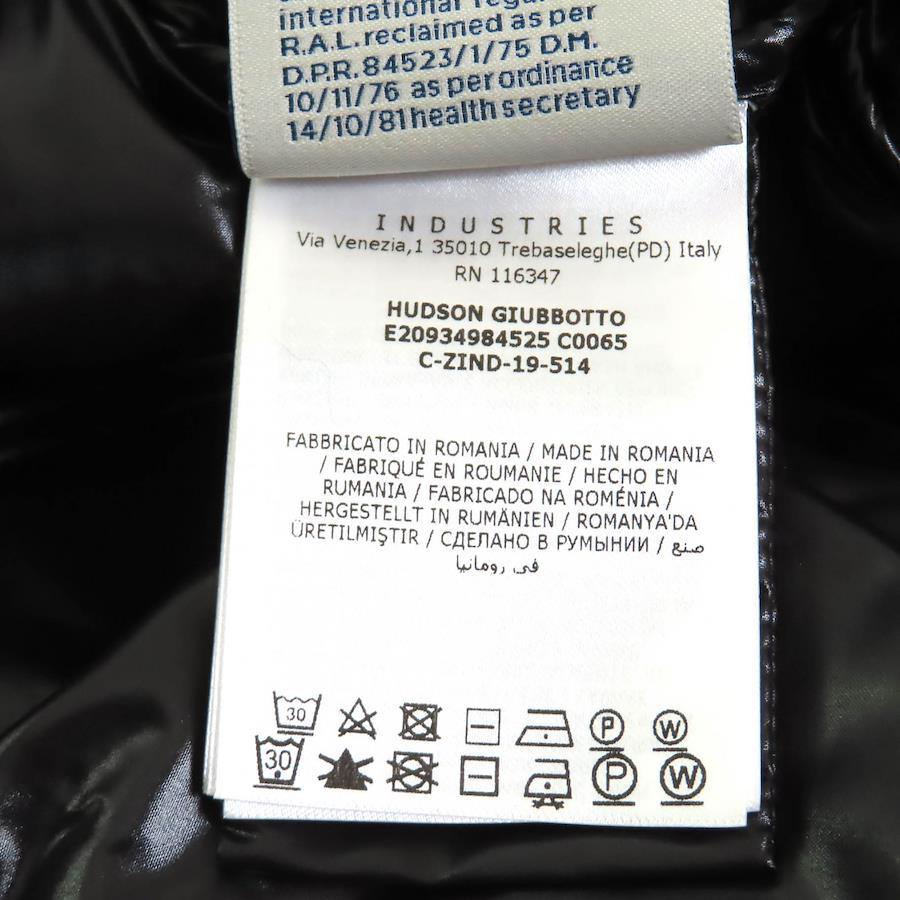 international
R.A.L. reclaimed as per
D.P.R. 84523/1/75 D.M.
10/11/76 as per ordinance
14/10/81 health secretary
INDUSTRIES
Via Venezia,1 35010 Trebaseleghe(PD) Italy
RN 116347
HUDSON GIUBBOTTO
E20934984525 C0065
C-ZIND-19-514
FABBRICATO IN ROMANIA / MADE IN ROMANIA
/ FABRIQUÉ EN ROUMANIE / HECHO EN
RUMANIA / FABRICADO NA ROMÉNIA /
HERGESTELLT IN RUMÄNIEN / ROMANYA'DA
ÜRETILMIŞTIR / СДЕЛАНО В РУМЫНИИ / صنع
في رومانيا
30 P W
30 P W